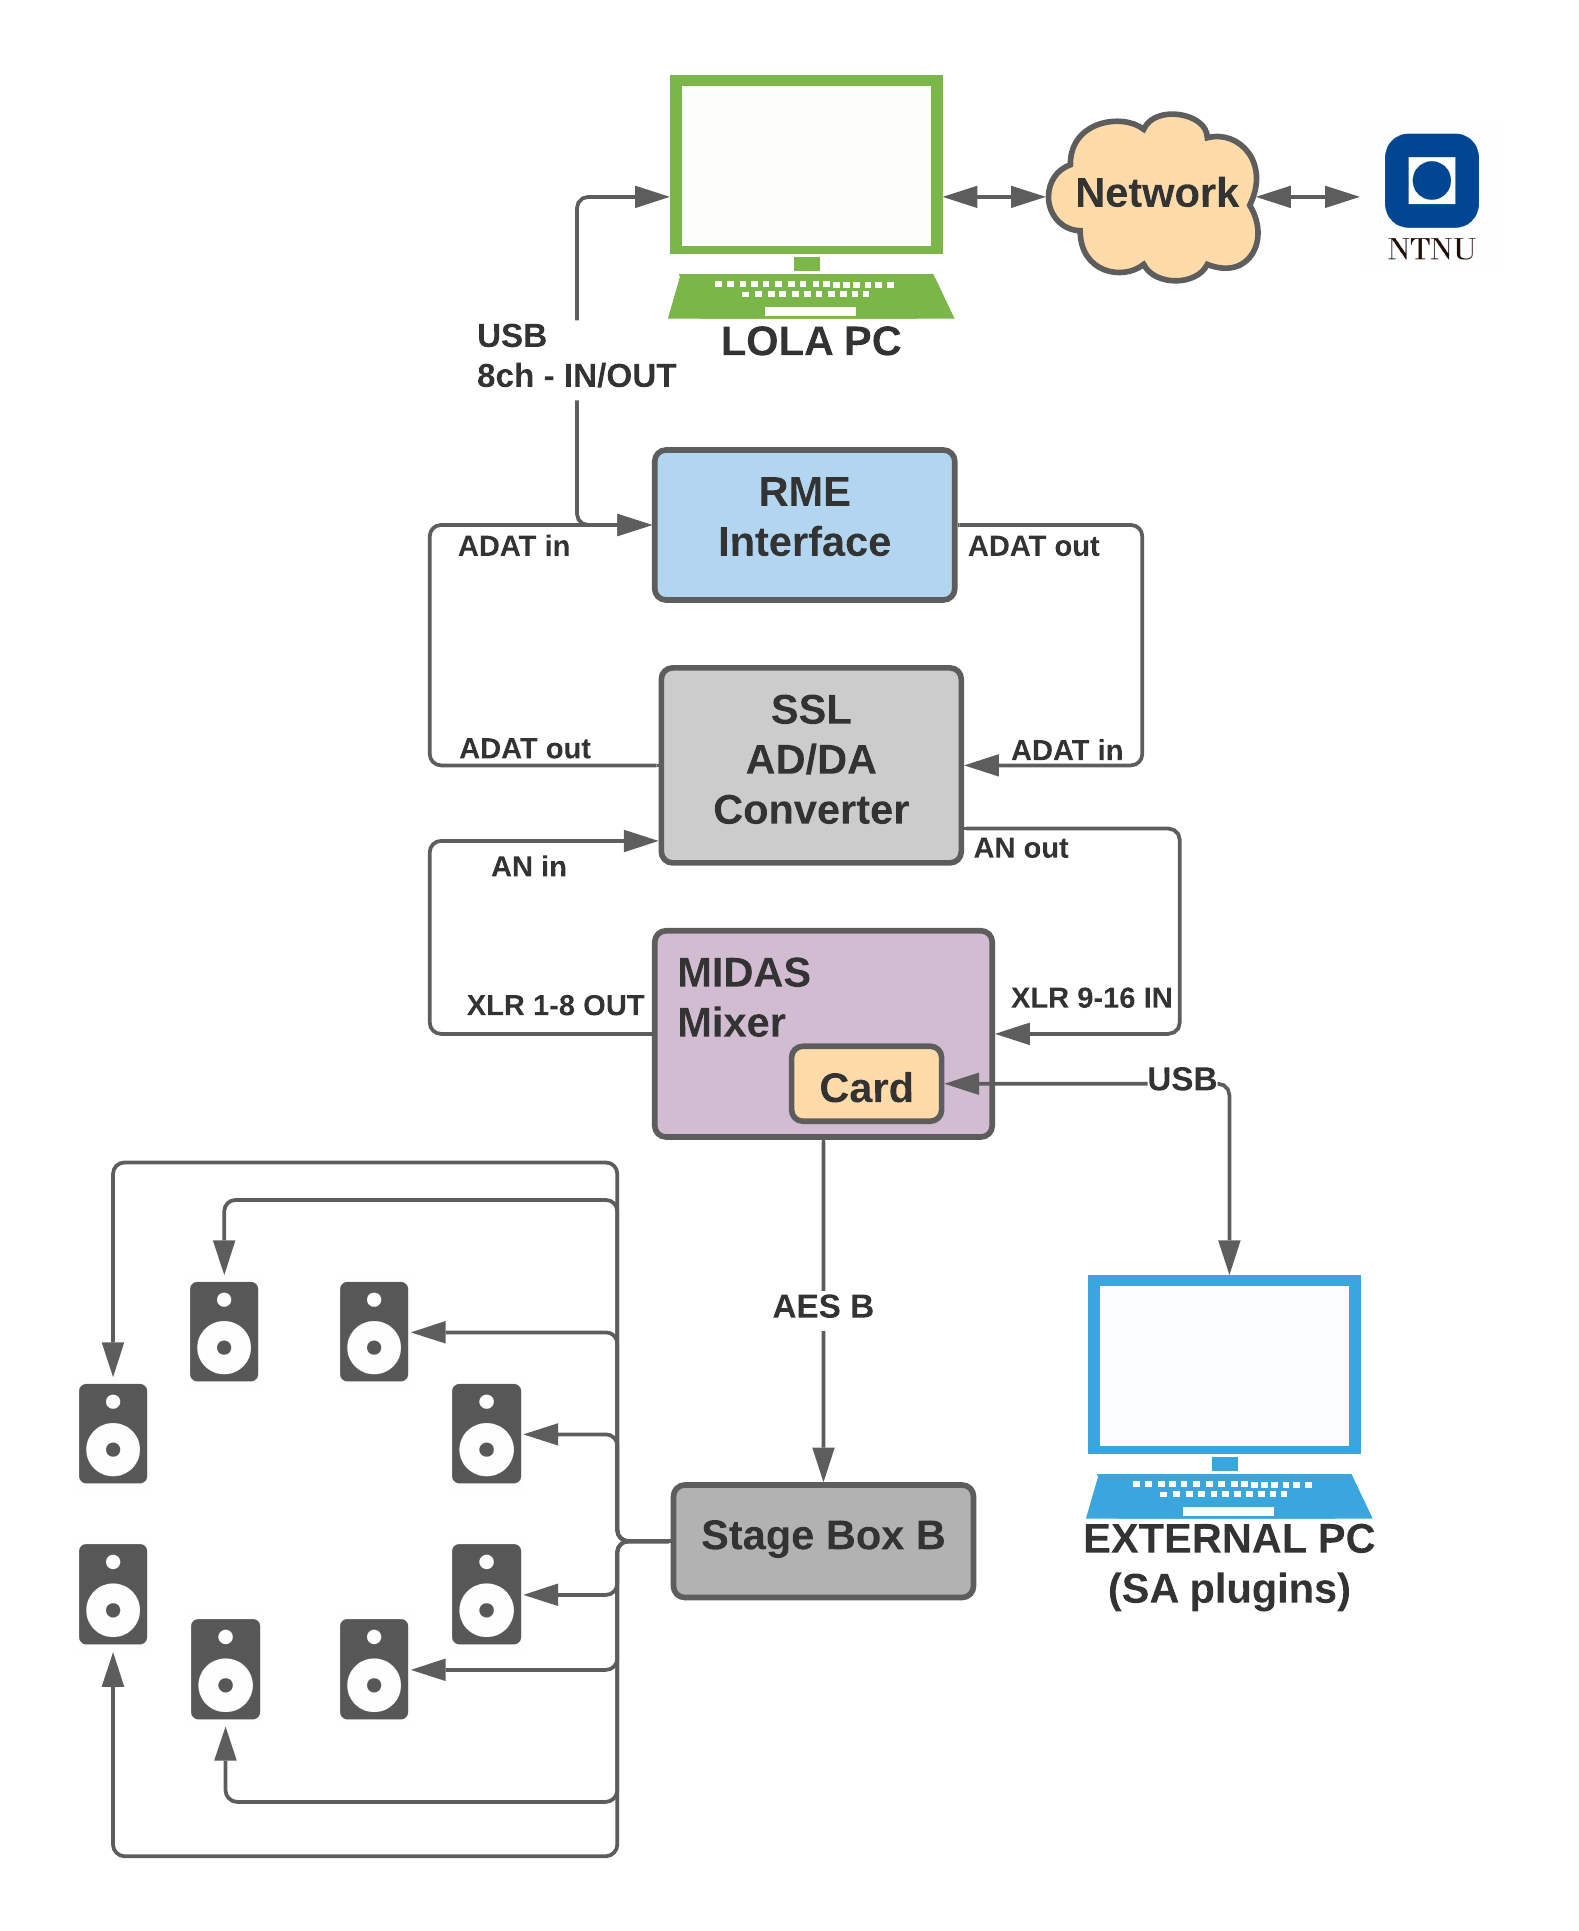 Network
NTNU
LOLA PC
USB
8ch - IN/OUT
RME
Interface
ADAT in
ADAT out
SSL
AD/DA
Converter
ADAT out
ADAT in
AN in
AN out
MIDAS
Mixer
XLR 1-8 OUT
XLR 9-16 IN
Card
USB
AES B
Stage Box B
EXTERNAL PC
(SA plugins)